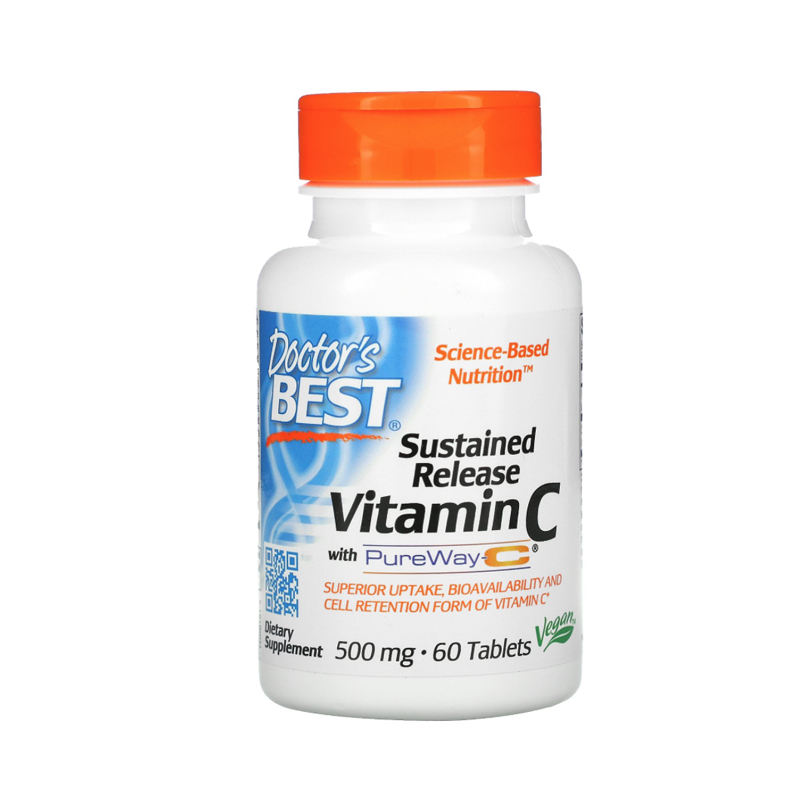 Doctor's
BEST®
Science-Based
Nutrition™
Sustained
Release
Vitamin C
with PureWay-C®
SUPERIOR UPTAKE, BIOAVAILABILITY AND
CELL RETENTION FORM OF VITAMIN C*
Dietary
Supplement
500 mg • 60 Tablets
Vegan